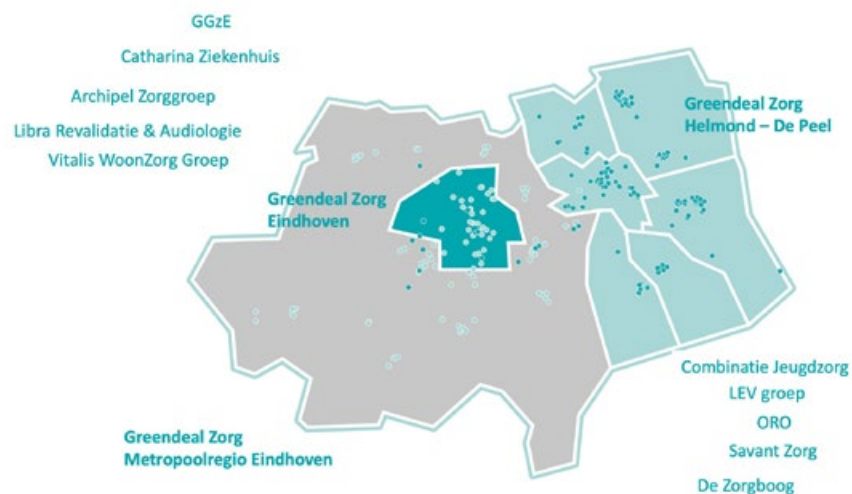 GGzE
Catharina Ziekenhuis
Archipel Zorggroep
Libra Revalidatie & Audiologie
Vitalis WoonZorg Groep
Greendeal Zorg
Helmond – De Peel
Greendeal Zorg
Eindhoven
Greendeal Zorg
Metropoolregio Eindhoven
Combinatie Jeugdzorg
LEV groep
ORO
Savant Zorg
De Zorgboog